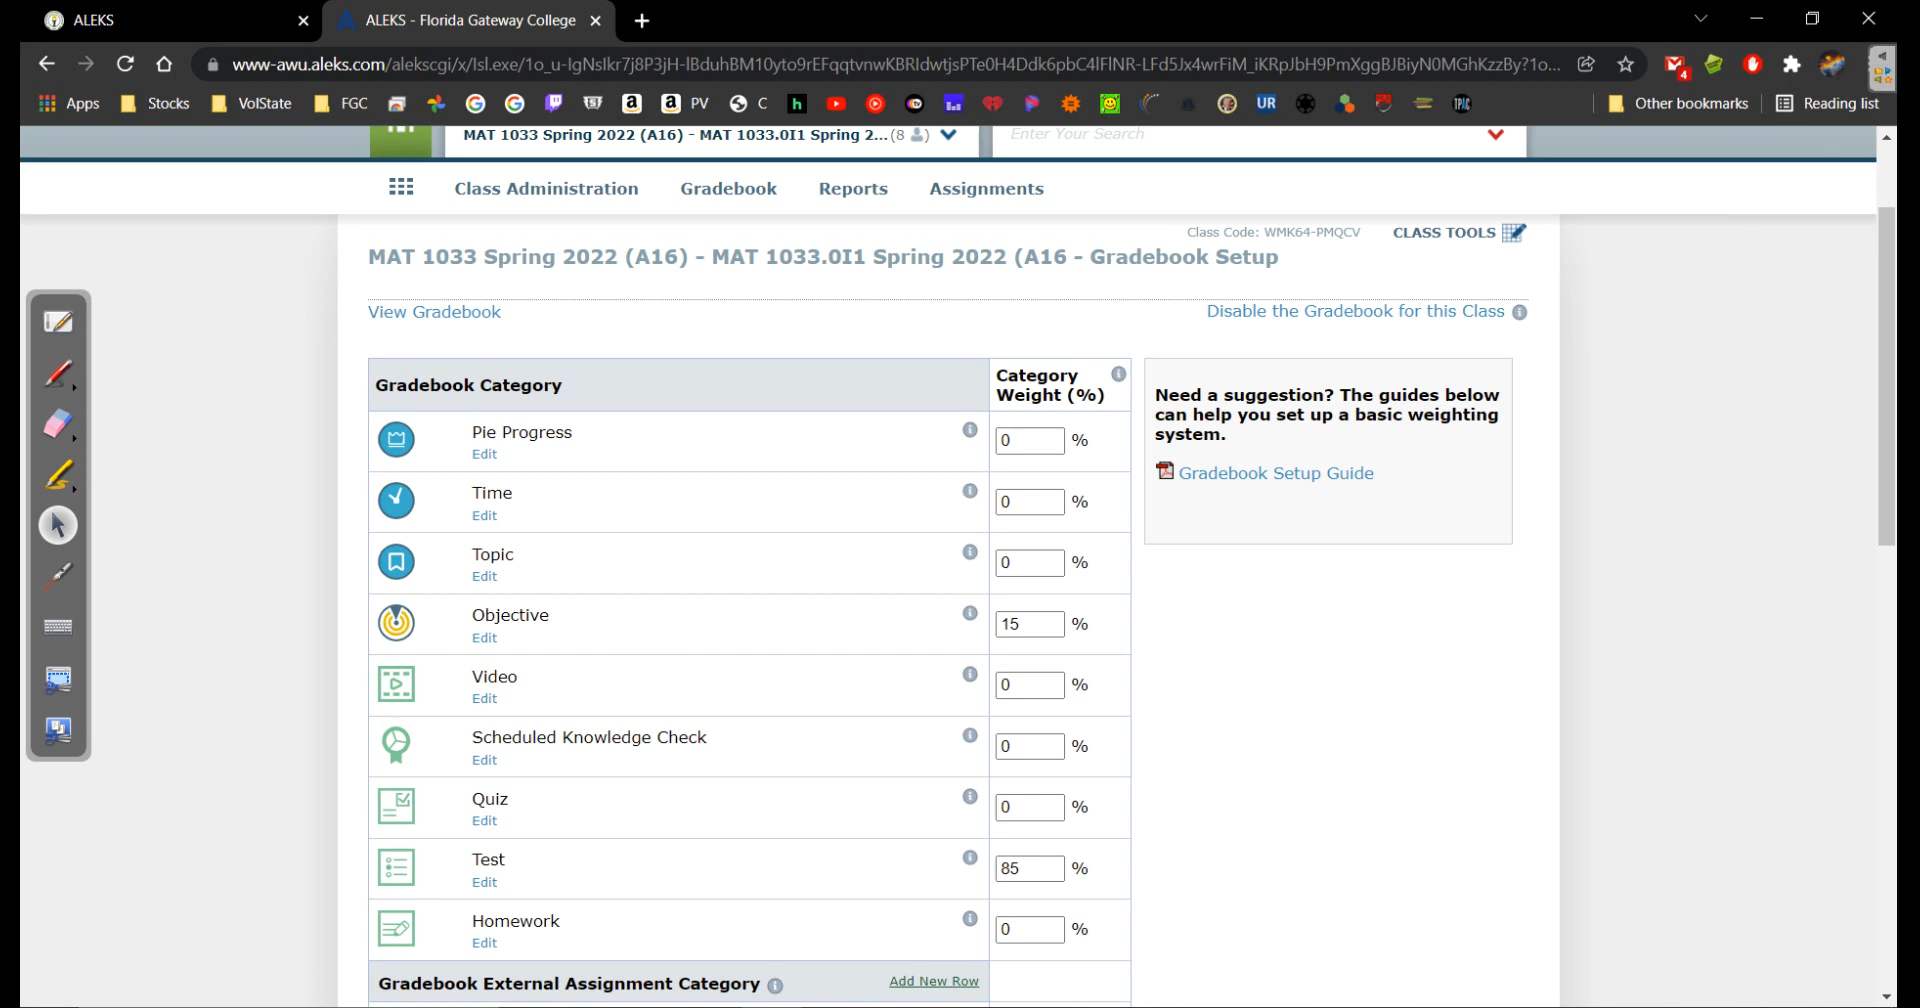 ALEKS
ALEKS - Florida Gateway College
www-awu.aleks.com/alekscgi/x/Isl.exe/1o_u-IgNsIkr7j8P3jH-lBduhBM10yto9rEFqqtvnwKBRIdwtjsPTe0H4Ddk6pbC4lFlNR-LFd5Jx4wrFiM_iKRpJbH9PmXggBJBiyN0MGhKzzBy?1o...
4
Apps
Stocks
VolState
FGC
PV
C
UR
TPIC
Other bookmarks
Reading list
MAT 1033 Spring 2022 (A16) - MAT 1033.0I1 Spring 2... (8)
Enter Your Search
Class Administration
Gradebook
Reports
Assignments
Class Code: WMK64-PMQCV
CLASS TOOLS
MAT 1033 Spring 2022 (A16) - MAT 1033.0I1 Spring 2022 (A16 - Gradebook Setup
View Gradebook
Disable the Gradebook for this Class
Gradebook Category
Category
Weight (%)
Pie Progress
Edit
0 %
Time
Edit
0 %
Topic
Edit
0 %
Objective
Edit
15 %
Video
Edit
0 %
Scheduled Knowledge Check
Edit
0 %
Quiz
Edit
0 %
Test
Edit
85 %
Homework
Edit
0 %
Gradebook External Assignment Category
Add New Row
Need a suggestion? The guides below
can help you set up a basic weighting
system.
Gradebook Setup Guide